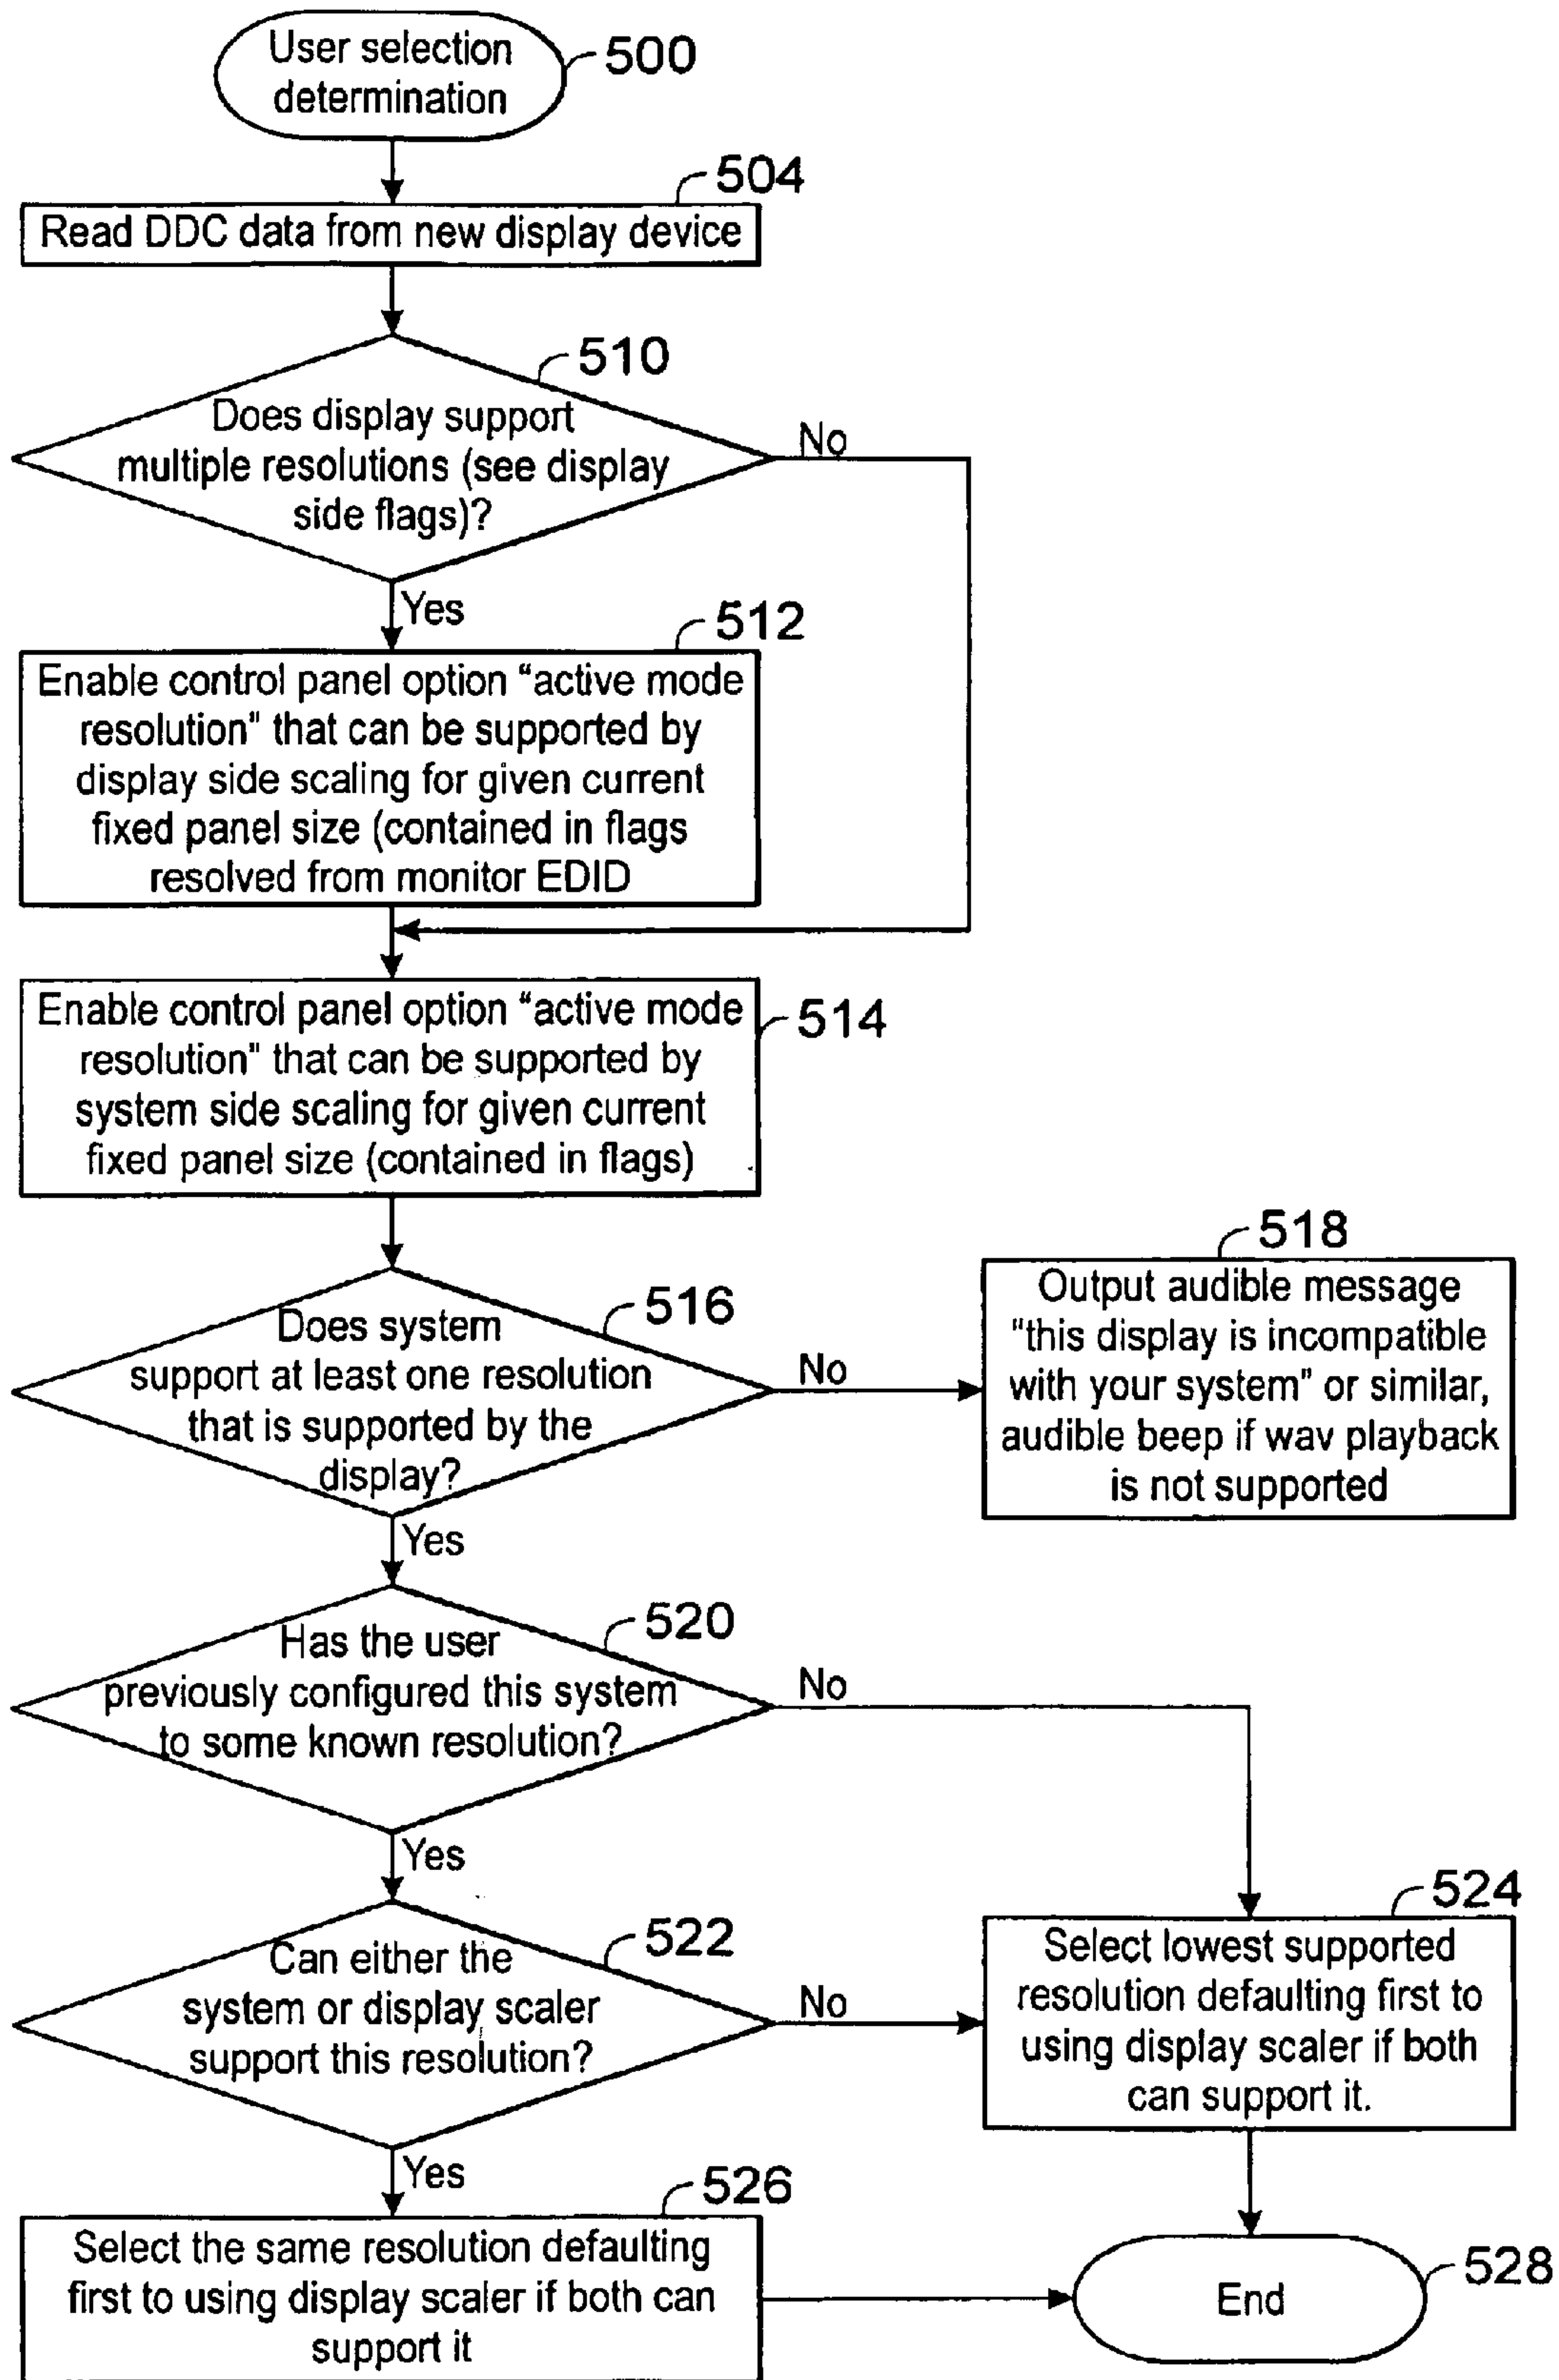 User selection
determination
500
504
Read DDC data from new display device
510
Does display support
multiple resolutions (see display
side flags)?
No
Yes
512
Enable control panel option “active mode
resolution" that can be supported by
display side scaling for given current
fixed panel size (contained in flags
resolved from monitor EDID
Enable control panel option “active mode
resolution" that can be supported by
system side scaling for given current
fixed panel size (contained in flags)
514
516
Does system
support at least one resolution
that is supported by the
display?
No
518
Output audible message
"this display is incompatible
with your system" or similar,
audible beep if wav playback
is not supported
Yes
520
Has the user
previously configured this system
to some known resolution?
No
Yes
522
Can either the
system or display scaler
support this resolution?
No
524
Select lowest supported
resolution defaulting first to
using display scaler if both
can support it.
Yes
526
Select the same resolution defaulting
first to using display scaler if both can
support it
End
528